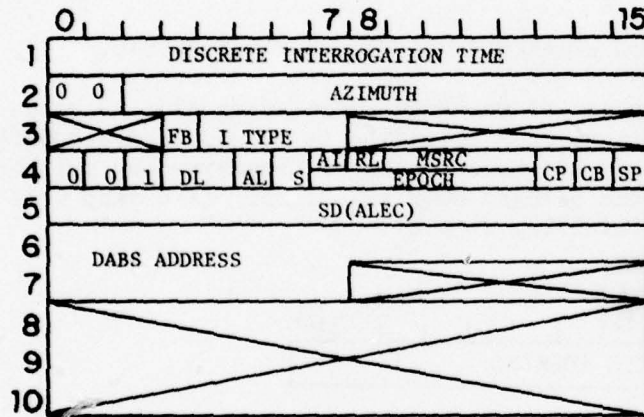 0 7 8 15
1 DISCRETE INTERROGATION TIME
2 0 0 AZIMUTH
3 FB I TYPE
AI RL MSRC
4 0 0 1 DL AL S EPOCH CP CB SP
5 SD(ALEC)
6
DABS ADDRESS
7
8
9
10